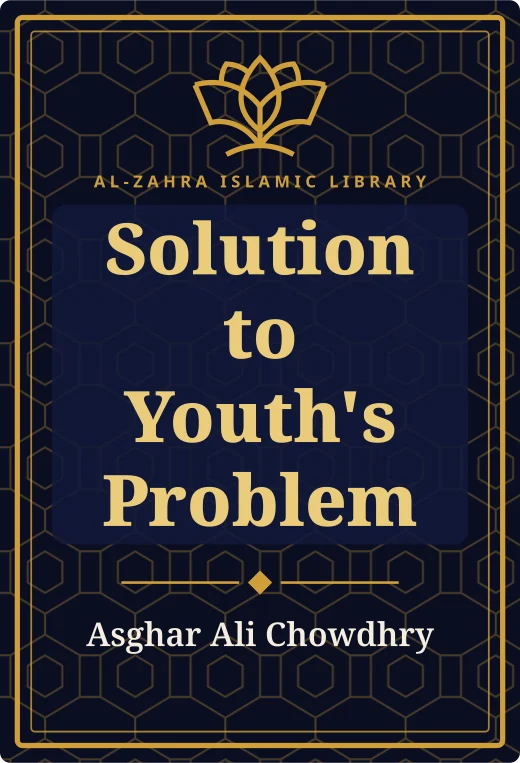 AL-ZAHRA ISLAMIC LIBRARY
Solution
to
Youth's
Problem
Asghar Ali Chowdhry